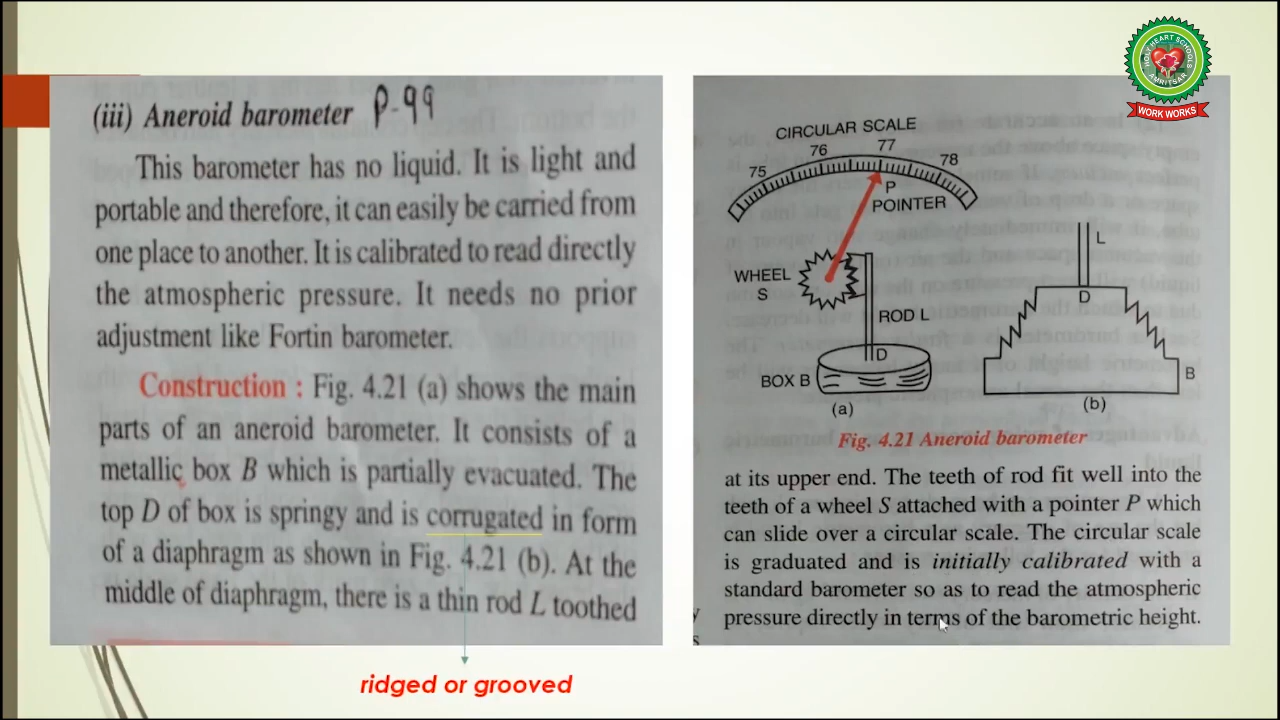 (iii) Aneroid barometer P-99
This barometer has no liquid. It is light and
portable and therefore, it can easily be carried from
one place to another. It is calibrated to read directly
the atmospheric pressure. It needs no prior
adjustment like Fortin barometer.
Construction : Fig. 4.21 (a) shows the main
parts of an aneroid barometer. It consists of a
metallic box B which is partially evacuated. The
top D of box is springy and is corrugated in form
of a diaphragm as shown in Fig. 4.21 (b). At the
middle of diaphragm, there is a thin rod L toothed
ridged or grooved
HOLY HEART SCHOOLS
AMRITSAR
WORK WORKS
CIRCULAR SCALE
75 76 77 78
P
POINTER
WHEEL
S
ROD L
D
BOX B
(a)
L
D
B
(b)
Fig. 4.21 Aneroid barometer
at its upper end. The teeth of rod fit well into the
teeth of a wheel S attached with a pointer P which
can slide over a circular scale. The circular scale
is graduated and is initially calibrated with a
standard barometer so as to read the atmospheric
pressure directly in terms of the barometric height.